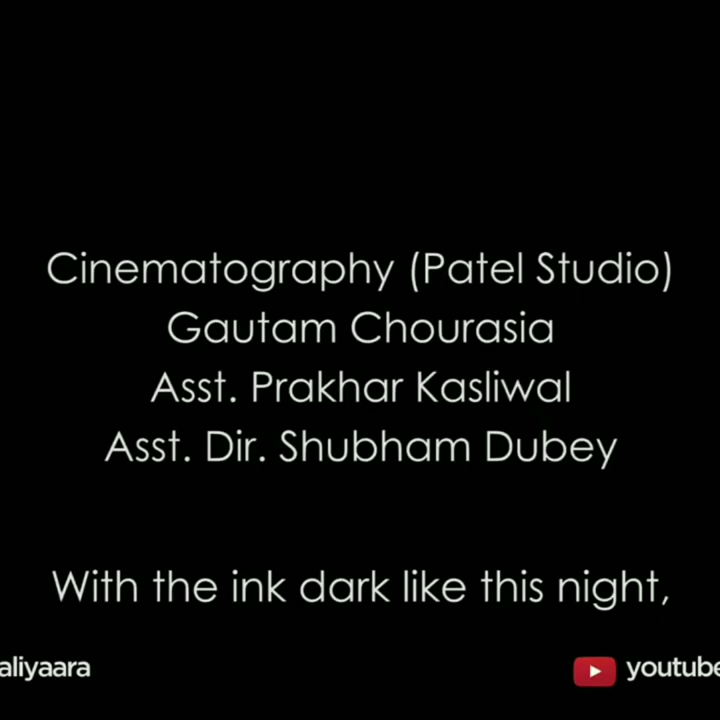 Cinematography (Patel Studio)
Gautam Chourasia
Asst. Prakhar Kasliwal
Asst. Dir. Shubham Dubey
With the ink dark like this night,
aliyaara
youtube